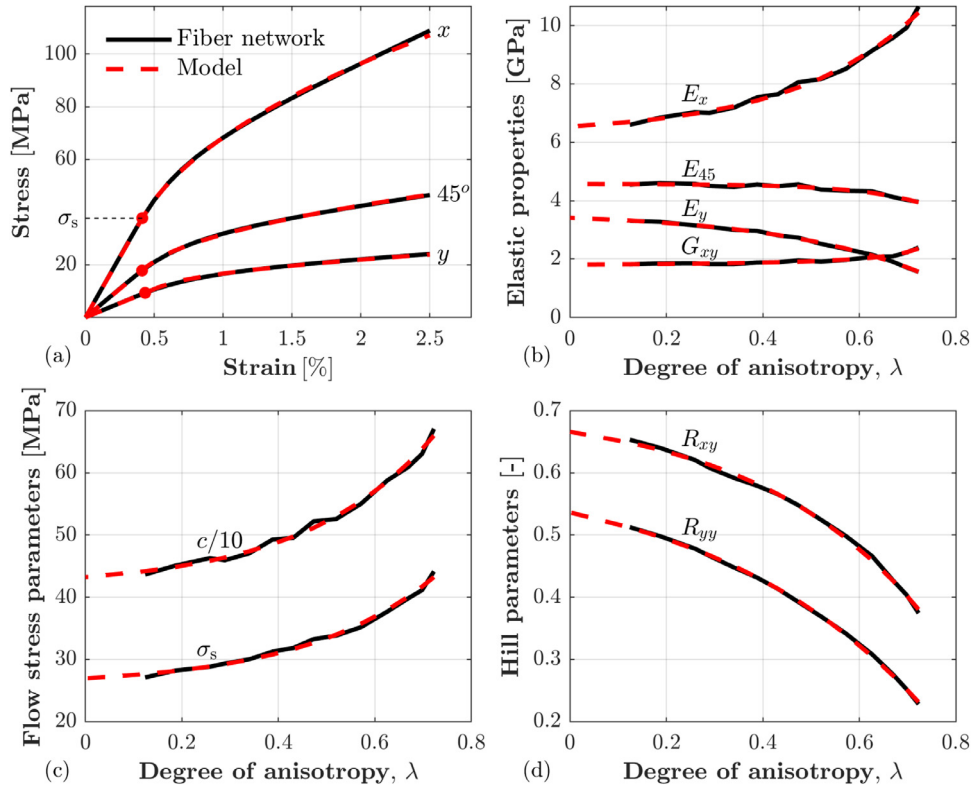 Fiber network
Model
x
45°
y
σs
100
80
60
40
20
0
0.5
1
1.5
2
2.5
Stress [MPa]
Strain [%]
(a)
Ex
E45
Ey
Gxy
10
8
6
4
2
0
0
0.2
0.4
0.6
0.8
Elastic properties [GPa]
Degree of anisotropy, λ
(b)
c/10
σs
70
60
50
40
30
20
0
0.2
0.4
0.6
0.8
Flow stress parameters [MPa]
Degree of anisotropy, λ
(c)
Rxy
Ryy
0.7
0.6
0.5
0.4
0.3
0.2
0
0.2
0.4
0.6
0.8
Hill parameters [-]
Degree of anisotropy, λ
(d)